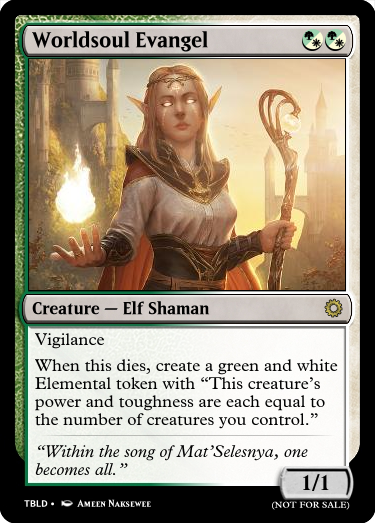 Worldsoul Evangel
Creature — Elf Shaman
Vigilance
When this dies, create a green and white
Elemental token with “This creature’s
power and toughness are each equal to
the number of creatures you control.”
“Within the song of Mat’Selesnya, one
becomes all.”
1/1
TBLD • Ameen Naksewee
(NOT FOR SALE)